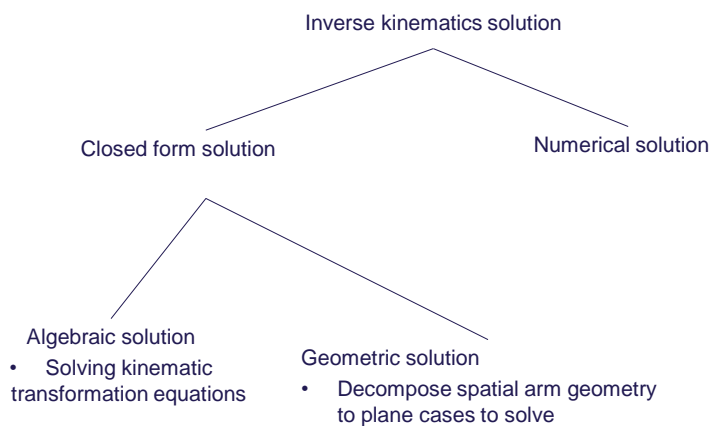 Inverse kinematics solution
Closed form solution
Numerical solution
Algebraic solution
• Solving kinematic
transformation equations
Geometric solution
• Decompose spatial arm geometry
to plane cases to solve